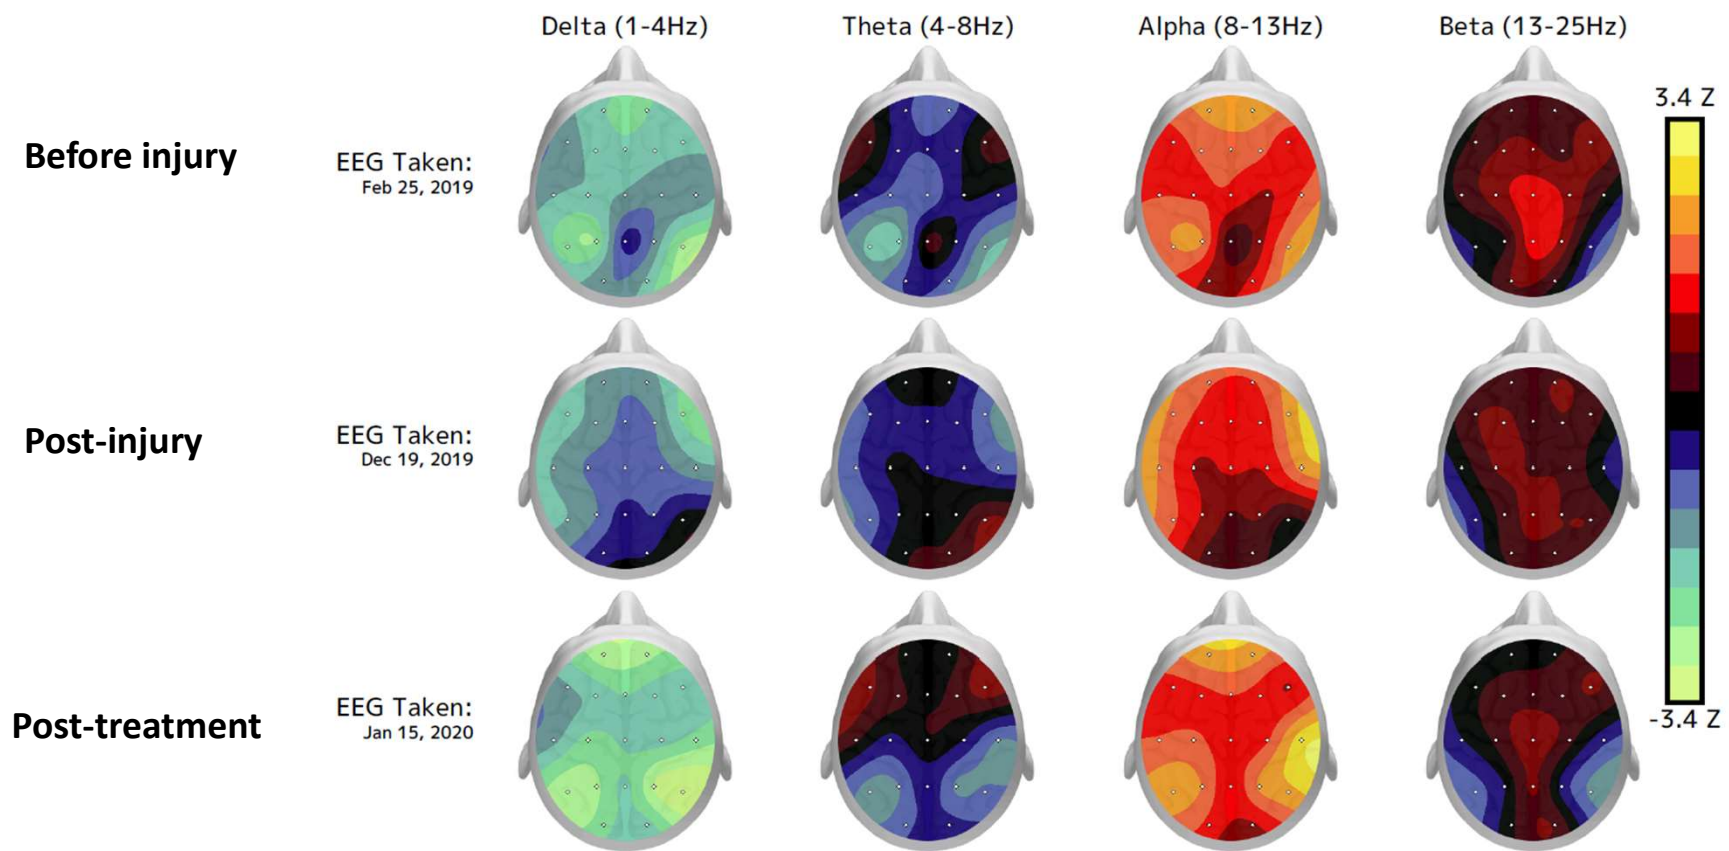 Delta (1-4Hz)
Theta (4-8Hz)
Alpha (8-13Hz)
Beta (13-25Hz)
3.4 Z
Before injury
EEG Taken:
Feb 25, 2019
Post-injury
EEG Taken:
Dec 19, 2019
Post-treatment
EEG Taken:
Jan 15, 2020
-3.4 Z